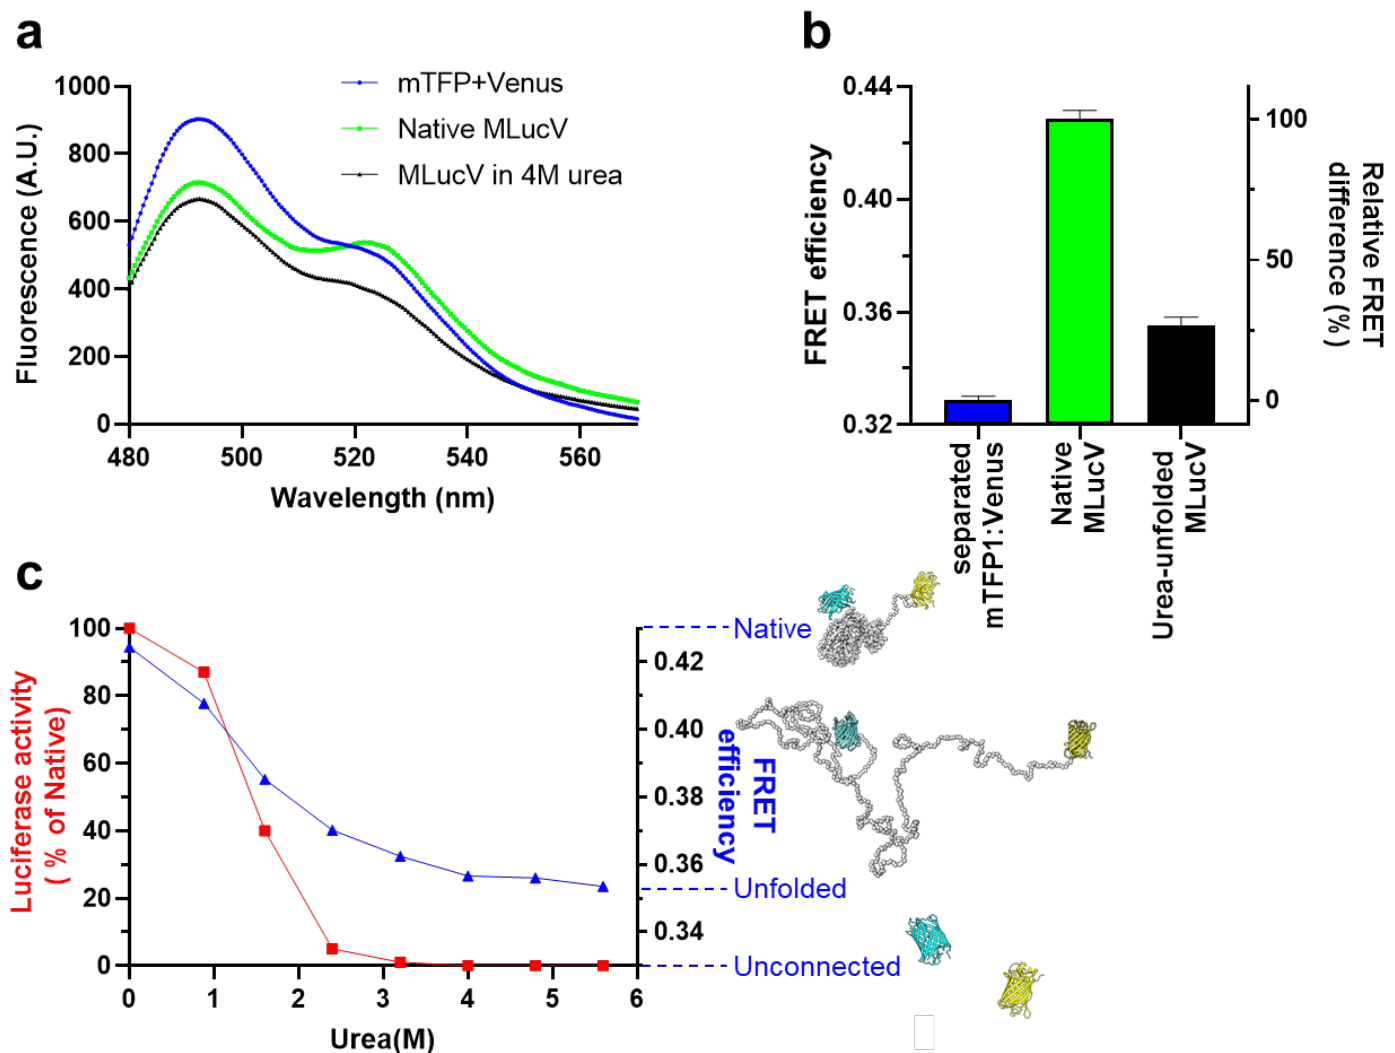 a
1000
800
600
400
200
0
Fluorescence (A.U.)
480
500
520
540
560
Wavelength (nm)
mTFP+Venus
Native MLucV
MLucV in 4M urea
b
0.44
0.40
0.36
0.32
FRET efficiency
100
50
0
Relative FRET
difference (%)
separated
mTFP1:Venus
Native
MLucV
Urea-unfolded
MLucV
c
100
80
60
40
20
0
Luciferase activity
( % of Native)
0
1
2
3
4
5
6
Urea(M)
0.42
0.40
0.38
0.36
0.34
FRET
efficiency
Native
Unfolded
Unconnected